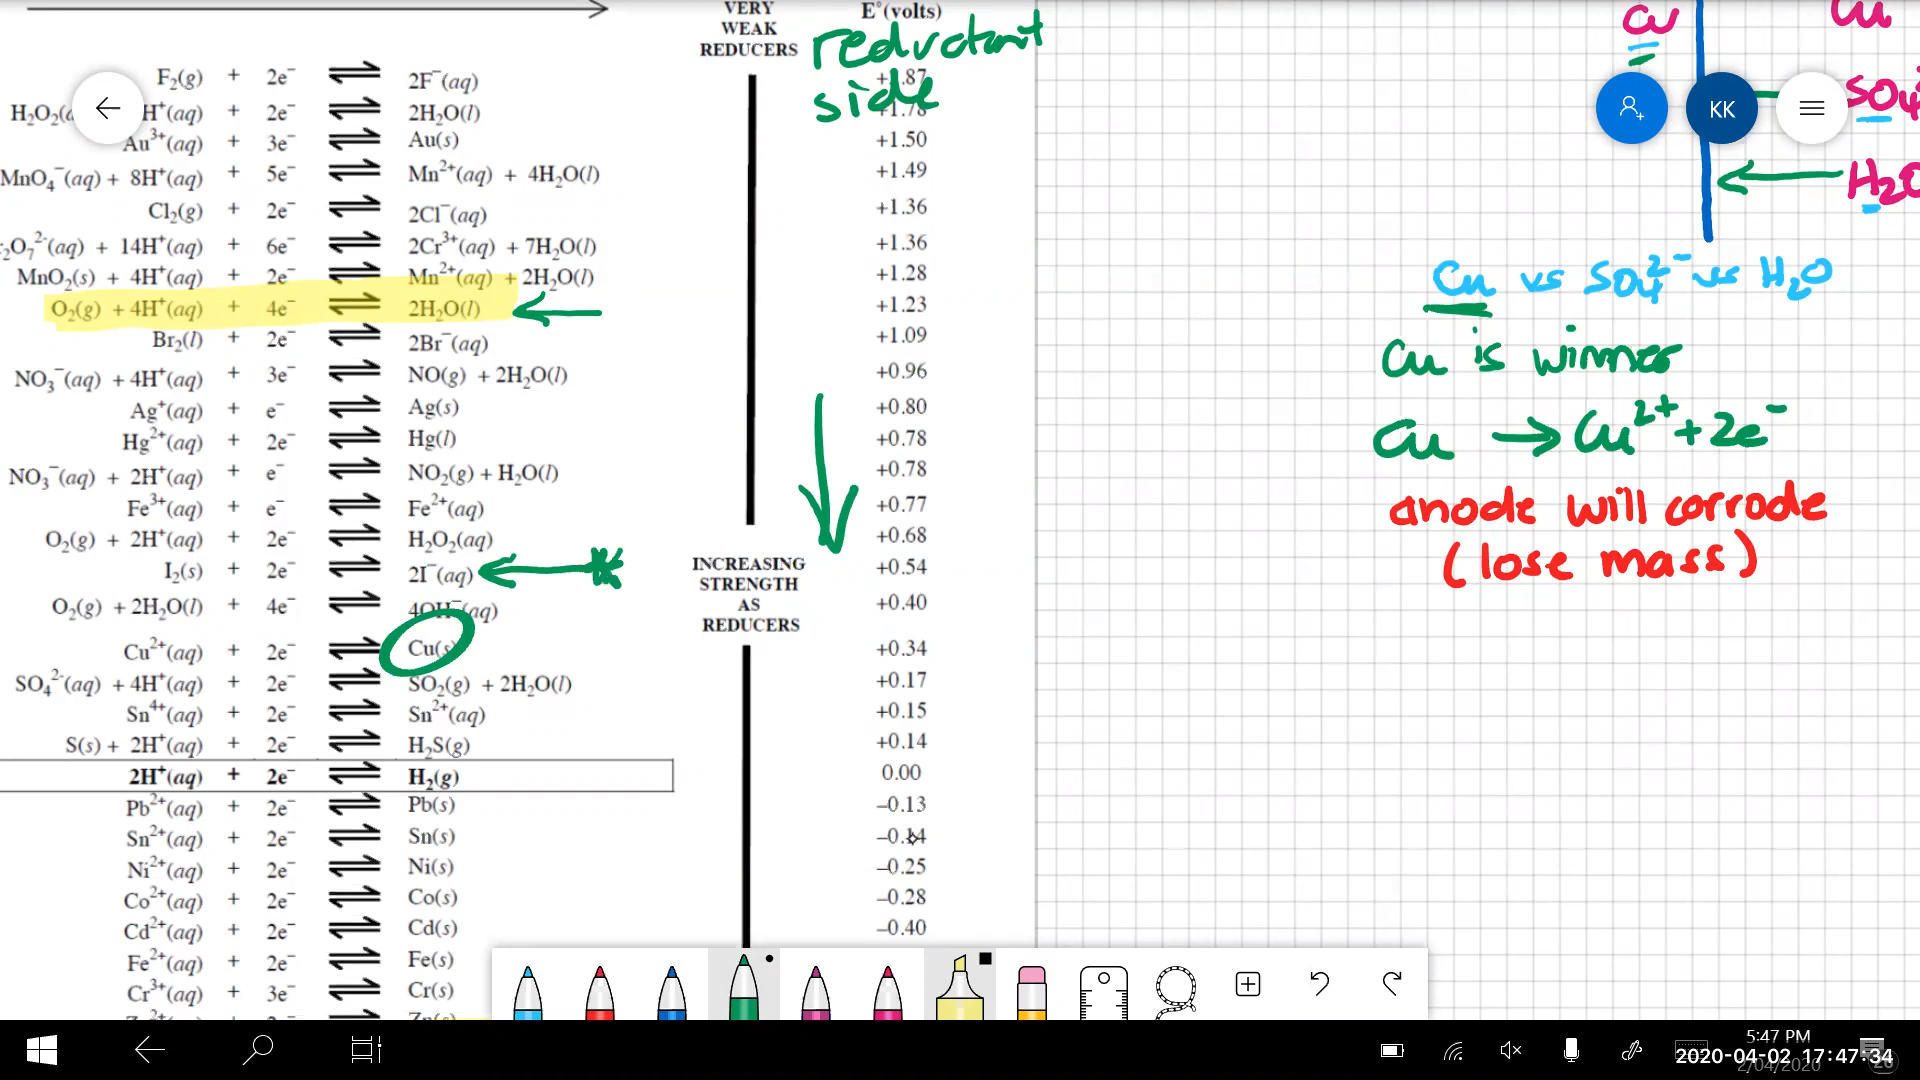 VERY
WEAK
REDUCERS
E°(volts)
reductant
side
F₂(g) + 2e⁻ ⇌ 2F⁻(aq) +2.87
H₂O₂( H⁺(aq) + 2e⁻ ⇌ 2H₂O(l) +1.78
Au³⁺(aq) + 3e⁻ ⇌ Au(s) +1.50
MnO₄⁻(aq) + 8H⁺(aq) + 5e⁻ ⇌ Mn²⁺(aq) + 4H₂O(l) +1.49
Cl₂(g) + 2e⁻ ⇌ 2Cl⁻(aq) +1.36
r₂O₇²⁻(aq) + 14H⁺(aq) + 6e⁻ ⇌ 2Cr³⁺(aq) + 7H₂O(l) +1.36
MnO₂(s) + 4H⁺(aq) + 2e⁻ ⇌ Mn²⁺(aq) + 2H₂O(l) +1.28
O₂(g) + 4H⁺(aq) + 4e⁻ ⇌ 2H₂O(l) +1.23
Br₂(l) + 2e⁻ ⇌ 2Br⁻(aq) +1.09
NO₃⁻(aq) + 4H⁺(aq) + 3e⁻ ⇌ NO(g) + 2H₂O(l) +0.96
Ag⁺(aq) + e⁻ ⇌ Ag(s) +0.80
Hg²⁺(aq) + 2e⁻ ⇌ Hg(l) +0.78
NO₃⁻(aq) + 2H⁺(aq) + e⁻ ⇌ NO₂(g) + H₂O(l) +0.78
Fe³⁺(aq) + e⁻ ⇌ Fe²⁺(aq) +0.77
O₂(g) + 2H⁺(aq) + 2e⁻ ⇌ H₂O₂(aq) +0.68
I₂(s) + 2e⁻ ⇌ 2I⁻(aq) +0.54
O₂(g) + 2H₂O(l) + 4e⁻ ⇌ 4OH⁻(aq) +0.40
Cu²⁺(aq) + 2e⁻ ⇌ Cu(s) +0.34
SO₄²⁻(aq) + 4H⁺(aq) + 2e⁻ ⇌ SO₂(g) + 2H₂O(l) +0.17
Sn⁴⁺(aq) + 2e⁻ ⇌ Sn²⁺(aq) +0.15
S(s) + 2H⁺(aq) + 2e⁻ ⇌ H₂S(g) +0.14
2H⁺(aq) + 2e⁻ ⇌ H₂(g) 0.00
Pb²⁺(aq) + 2e⁻ ⇌ Pb(s) –0.13
Sn²⁺(aq) + 2e⁻ ⇌ Sn(s) –0.14
Ni²⁺(aq) + 2e⁻ ⇌ Ni(s) –0.25
Co²⁺(aq) + 2e⁻ ⇌ Co(s) –0.28
Cd²⁺(aq) + 2e⁻ ⇌ Cd(s) –0.40
Fe²⁺(aq) + 2e⁻ ⇌ Fe(s)
Cr³⁺(aq) + 3e⁻ ⇌ Cr(s)
INCREASING
STRENGTH
AS
REDUCERS
Cu
Cu
KK
SO₄
H₂O
Cu vs SO₄²⁻ vs H₂O
Cu is winner
Cu → Cu²⁺ + 2e⁻
anode will corrode
(lose mass)
5:47 PM
2020-04-02 17:47:34
2/04/2020